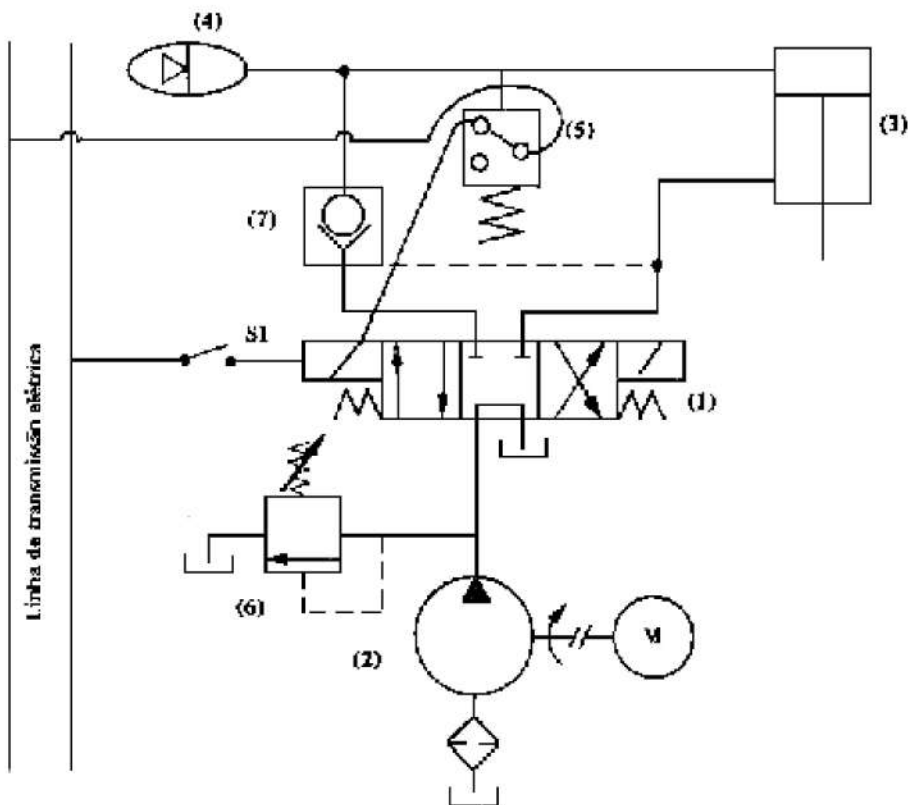 (4)
(3)
(5)
(7)
S1
(1)
Linha de transmissão elétrica
(6)
(2)
M